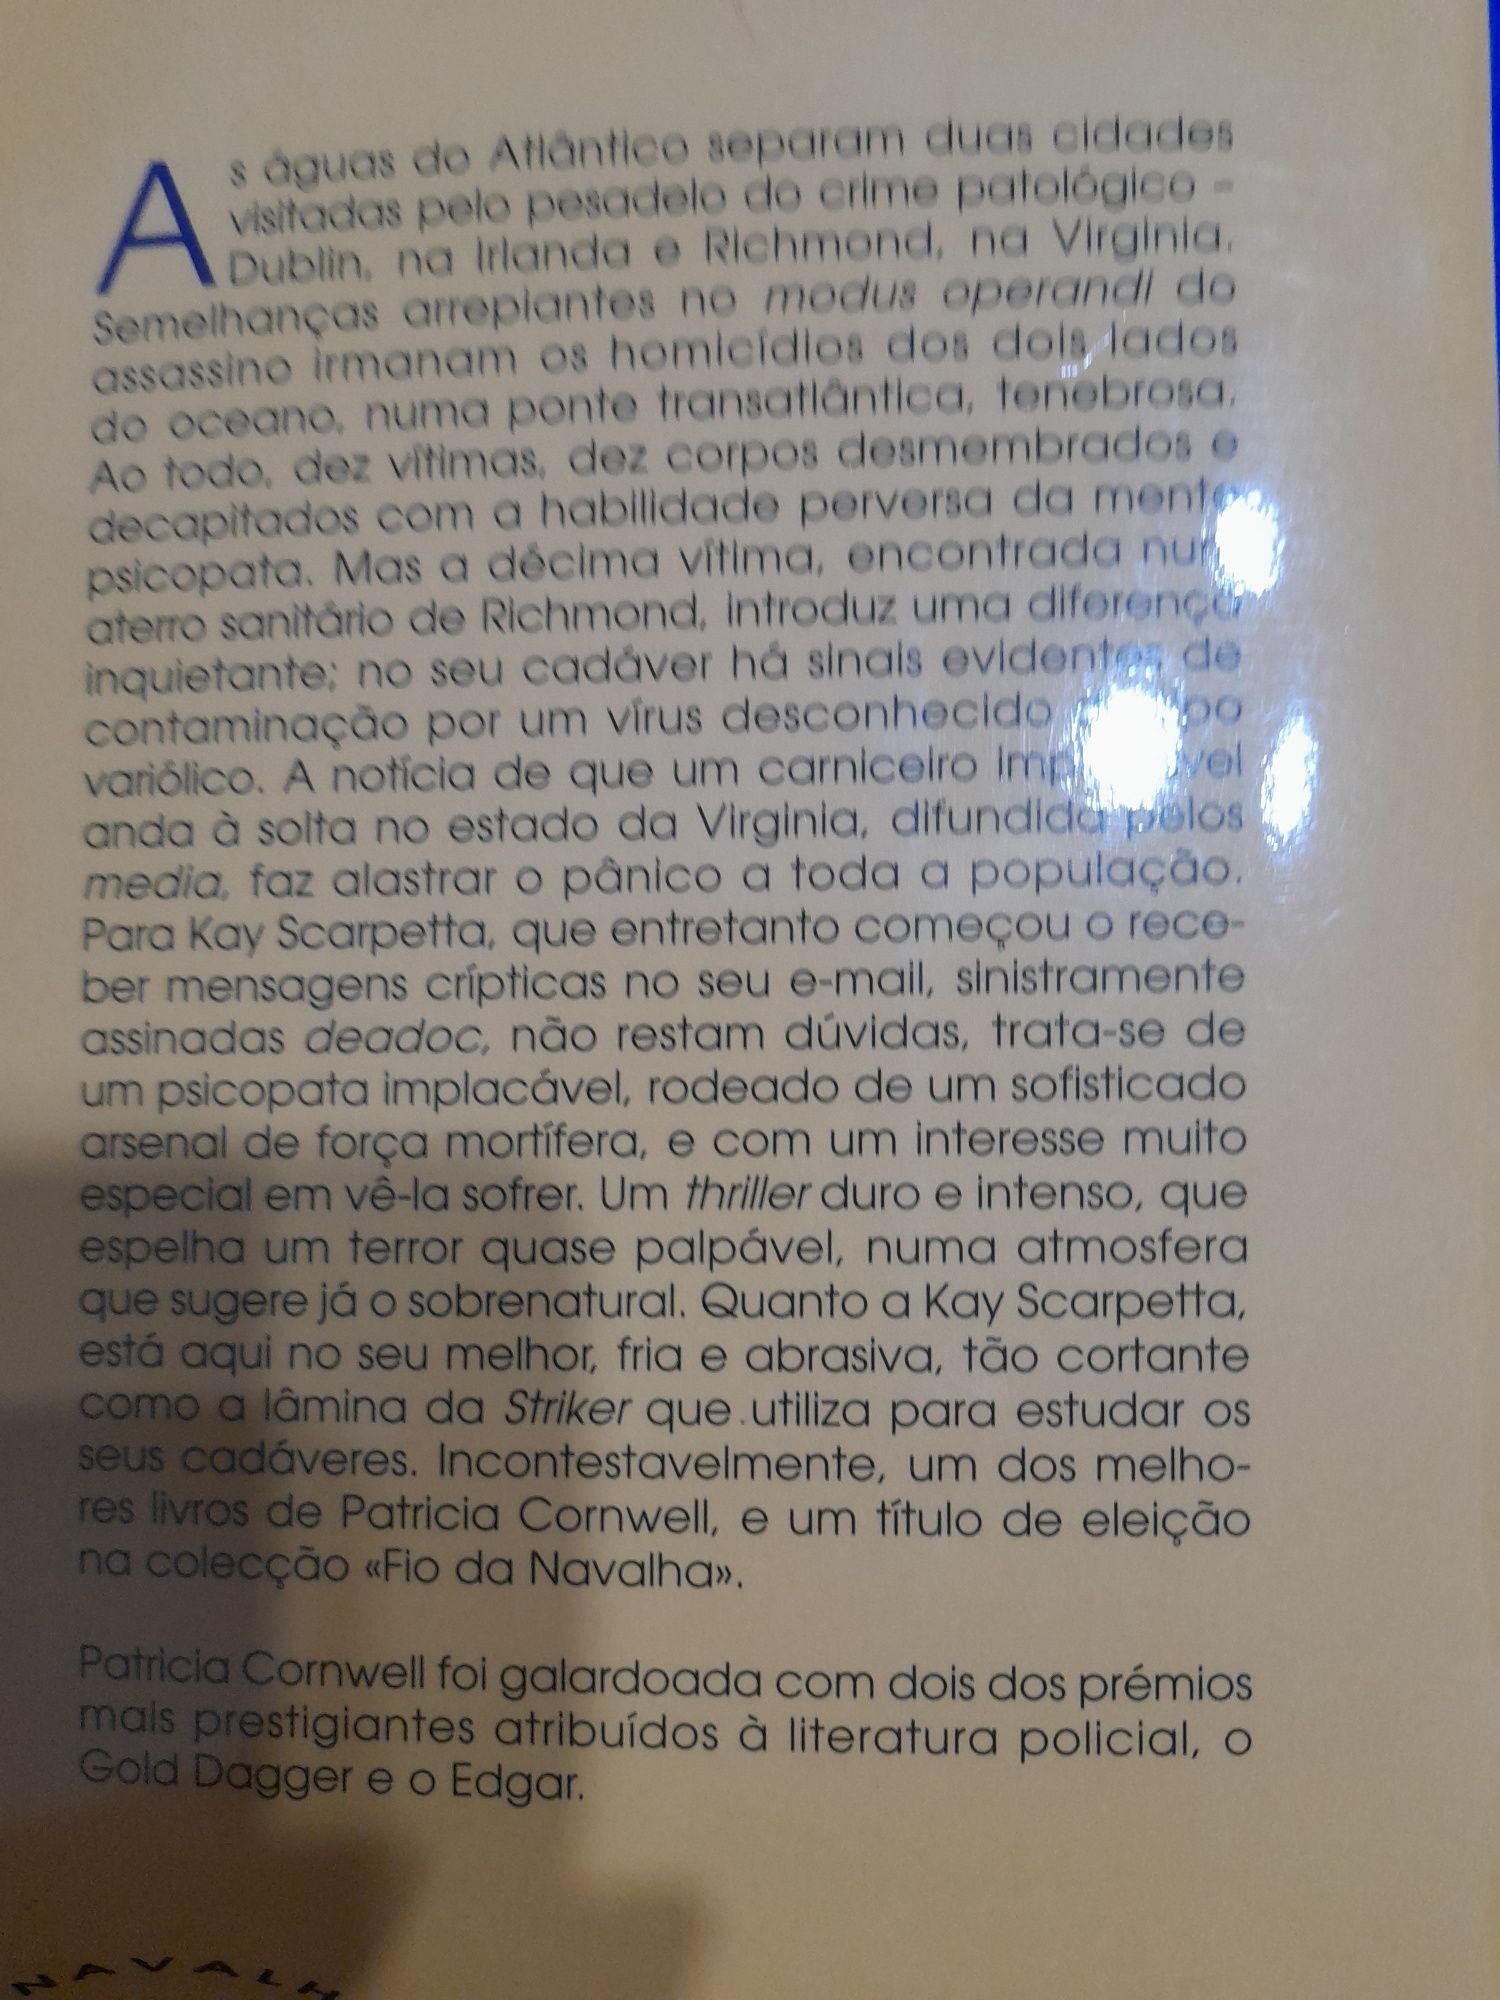 As águas do Atlântico separam duas cidades
visitadas pelo pesadelo do crime patológico –
Dublin, na Irlanda e Richmond, na Virginia.
Semelhanças arrepiantes no modus operandi do
assassino irmanam os homicídios dos dois lados
do oceano, numa ponte transatlântica, tenebrosa.
Ao todo, dez vítimas, dez corpos desmembrados e
decapitados com a habilidade perversa da mente
psicopata. Mas a décima vítima, encontrada
aterro sanitário de Richmond, introduz uma diferença
inquietante; no seu cadáver há sinais evidentes de
contaminação por um vírus desconhecido
variólico. A notícia de que um carniceiro
anda à solta no estado da Virginia, difundida pelos
media, faz alastrar o pânico a toda a população.
Para Kay Scarpetta, que entretanto começou o rece-
ber mensagens crípticas no seu e-mail, sinistramente
assinadas deadoc, não restam dúvidas, trata-se de
um psicopata implacável, rodeado de um sofisticado
arsenal de força mortífera, e com um interesse muito
especial em vê-la sofrer. Um thriller duro e intenso, que
espelha um terror quase palpável, numa atmosfera
que sugere já o sobrenatural. Quanto a Kay Scarpetta,
está aqui no seu melhor, fria e abrasiva, tão cortante
como a lâmina da Striker que utiliza para estudar os
seus cadáveres. Incontestavelmente, um dos melho-
res livros de Patricia Cornwell, e um título de eleição
na colecção «Fio da Navalha».
Patricia Cornwell foi galardoada com dois dos prémios
mais prestigiantes atribuídos à literatura policial, o
Gold Dagger e o Edgar.
NAVALH